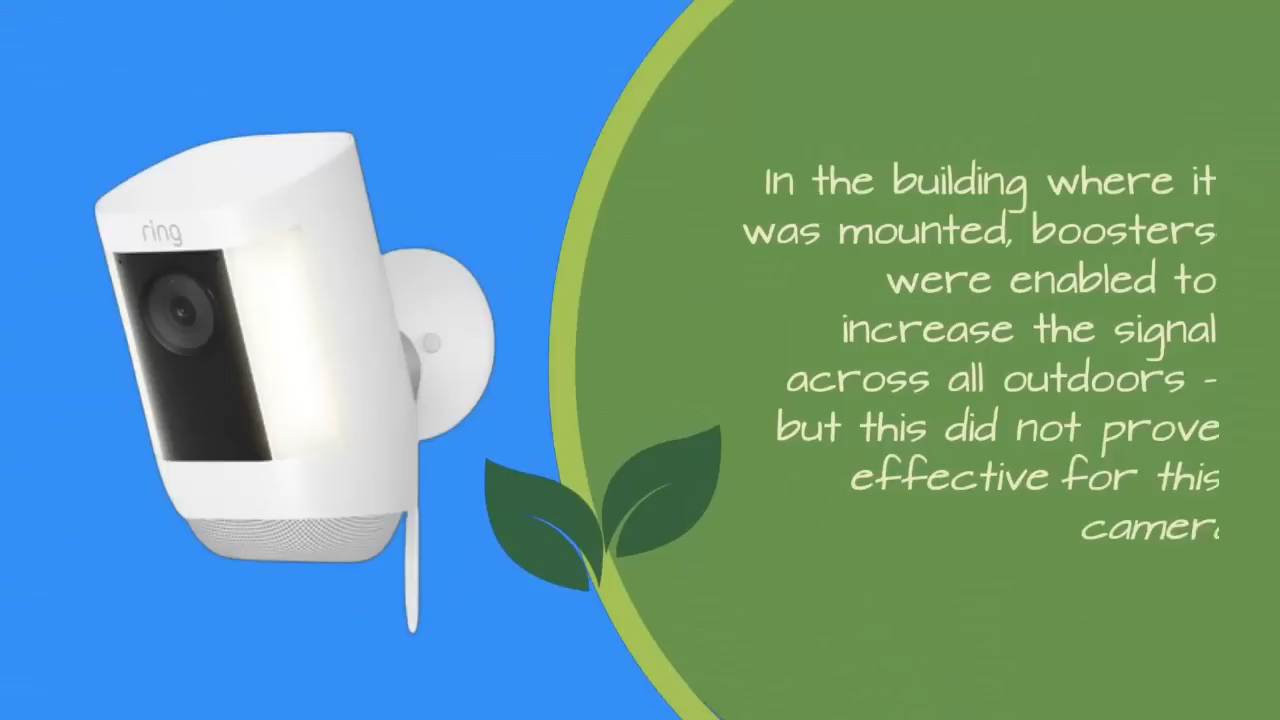 ring
In the building where it
was mounted, boosters
were enabled to
increase the signal
across all outdoors -
but this did not prove
effective for this
camer